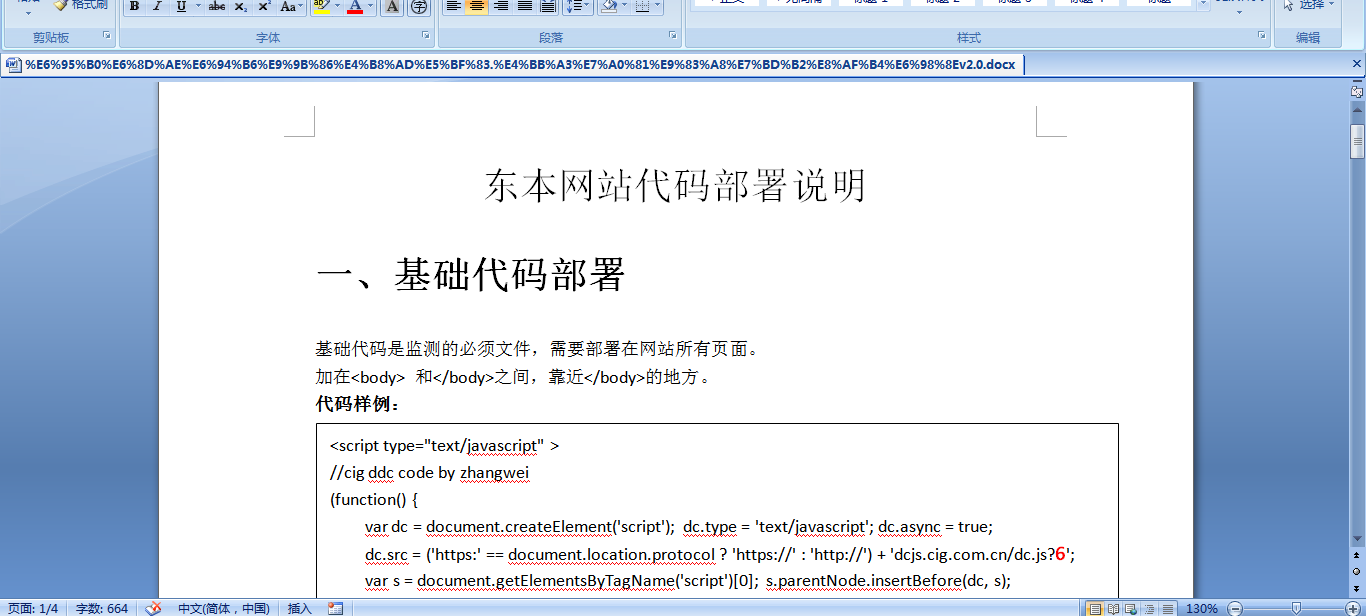 格式刷
B I U abc x₂ x² Aa ab A A 字
选择
剪贴板 字体 段落 样式 编辑
%E6%95%B0%E6%8D%AE%E6%94%B6%E9%9B%86%E4%B8%AD%E5%BF%83.%E4%BB%A3%E7%A0%81%E9%83%A8%E7%BD%B2%E8%AF%B4%E6%98%8Ev2.0.docx
东本网站代码部署说明
一、基础代码部署
基础代码是监测的必须文件，需要部署在网站所有页面。
加在<body> 和</body>之间，靠近</body>的地方。
代码样例：
<script type="text/javascript" >
//cig ddc code by zhangwei
(function() {
var dc = document.createElement('script'); dc.type = 'text/javascript'; dc.async = true;
dc.src = ('https:' == document.location.protocol ? 'https://' : 'http://') + 'dcjs.cig.com.cn/dc.js?6';
var s = document.getElementsByTagName('script')[0]; s.parentNode.insertBefore(dc, s);
页面: 1/4 字数: 664 中文(简体，中国) 插入 130%